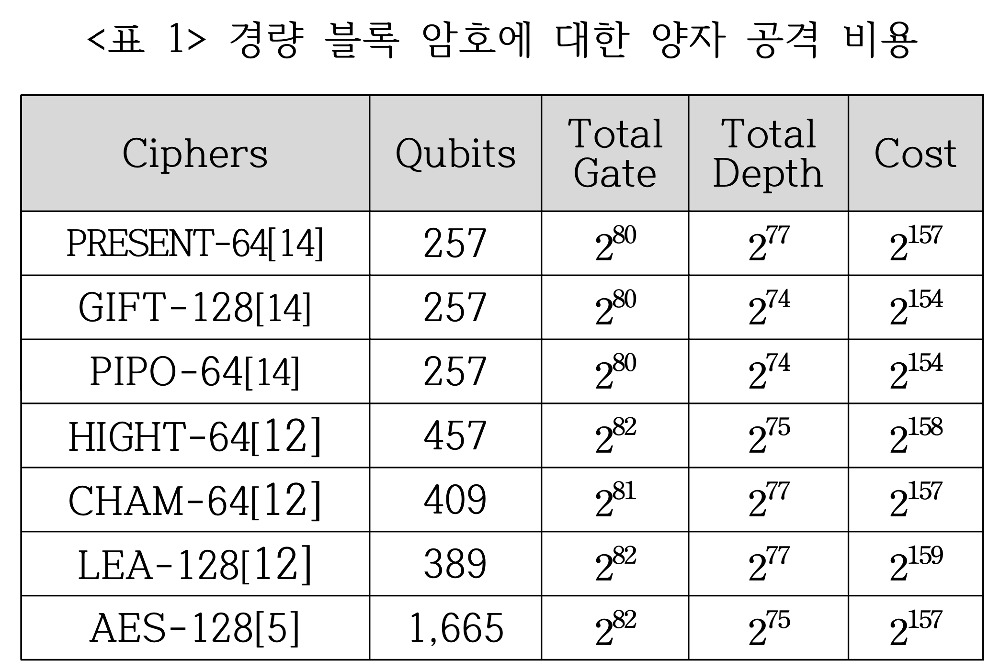 <표 1> 경량 블록 암호에 대한 양자 공격 비용
Ciphers Qubits Total Gate Total Depth Cost
PRESENT-64[14] 257 2^80 2^77 2^157
GIFT-128[14] 257 2^80 2^74 2^154
PIPO-64[14] 257 2^80 2^74 2^154
HIGHT-64[12] 457 2^82 2^75 2^158
CHAM-64[12] 409 2^81 2^77 2^157
LEA-128[12] 389 2^82 2^77 2^159
AES-128[5] 1,665 2^82 2^75 2^157